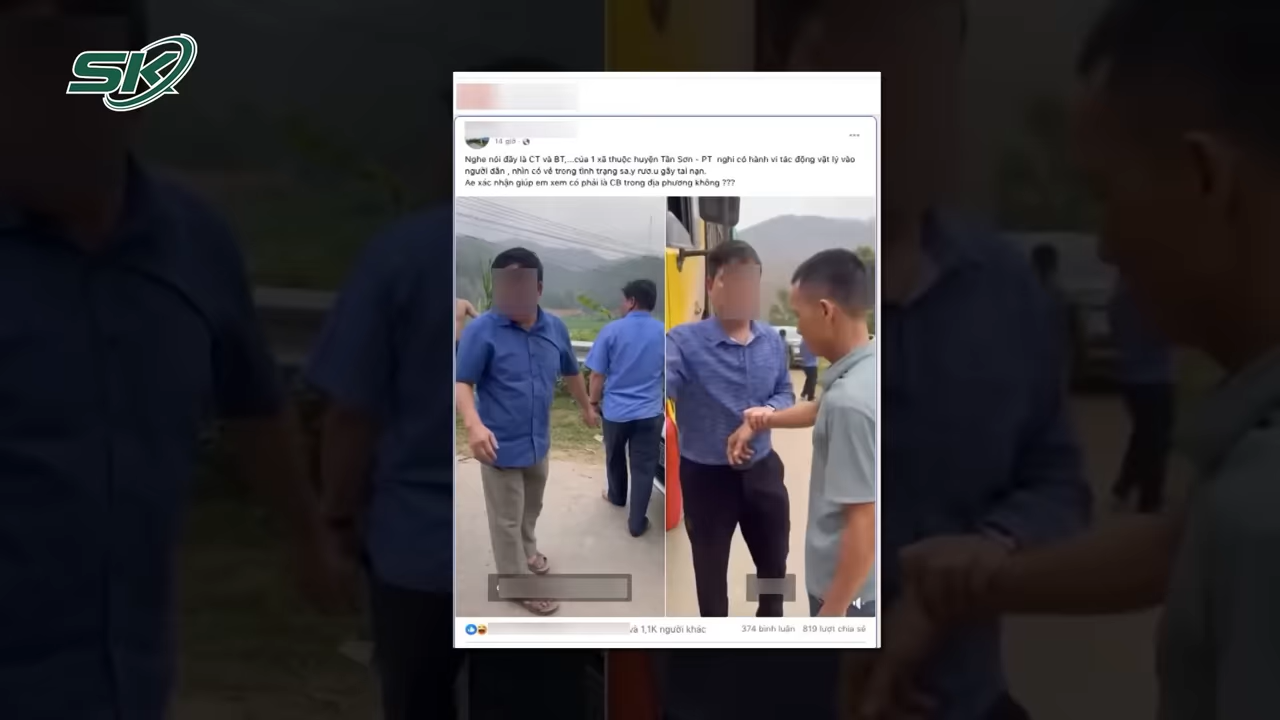 SK
14 giờ
Nghe nói đây là CT và BT,...của 1 xã thuộc huyện Tân Sơn - PT nghi có hành vi tác động vật lý vào
người dân , nhìn có vẻ trong tình trạng sa.y rươ.u gây tai nạn.
Ae xác nhận giúp em xem có phải là CB trong địa phương không ???
và 1,1K người khác
374 bình luận 819 lượt chia sẻ